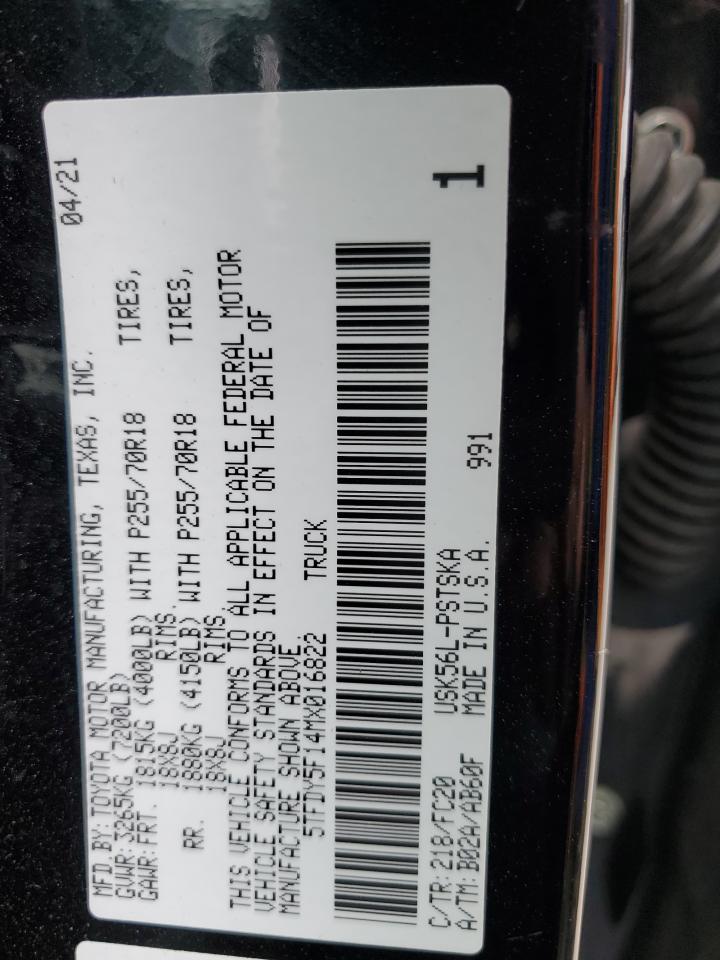 MFD.BY: TOYOTA MOTOR MANUFACTURING, TEXAS, INC. 04/21
GVWR: 3265KG (7200LB)
GAWR: FRT. 1815KG (4000LB) WITH P255/70R18 TIRES,
18X8J RIMS,
RR. 1880KG (4150LB) WITH P255/70R18 TIRES,
18X8J RIMS.
THIS VEHICLE CONFORMS TO ALL APPLICABLE FEDERAL MOTOR
VEHICLE SAFETY STANDARDS IN EFFECT ON THE DATE OF
MANUFACTURE SHOWN ABOVE.
5TFDY5F14MX016822 TRUCK
1
C/TR: 218/FC20 USK56L-PSTSKA 991
A/TM: B02A/AB60F MADE IN U.S.A.